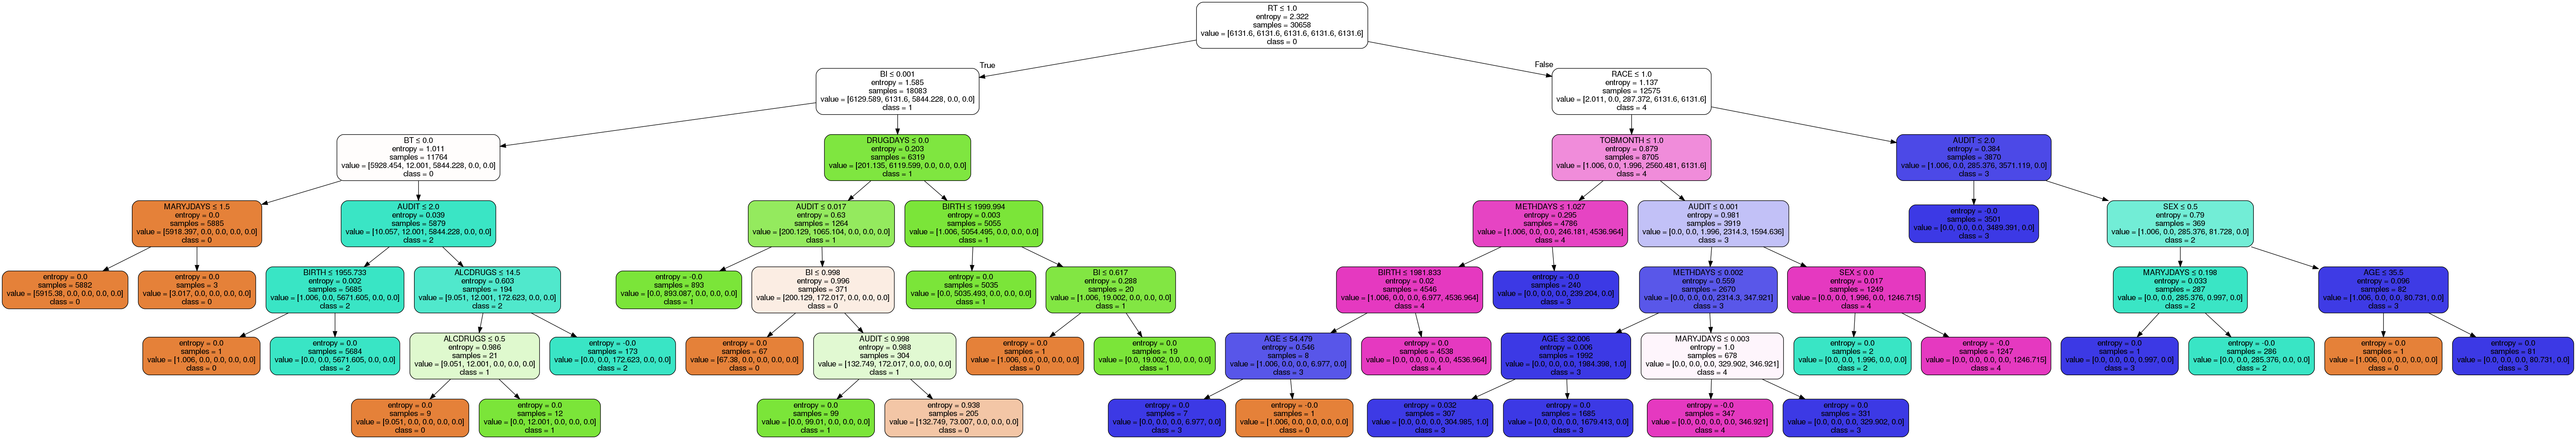 RT ≤ 1.0
entropy = 2.322
samples = 30658
value = [6131.6, 6131.6, 6131.6, 6131.6, 6131.6]
class = 0
True
False
BI ≤ 0.001
entropy = 1.585
samples = 18083
value = [6129.589, 6131.6, 5844.228, 0.0, 0.0]
class = 1
RACE ≤ 1.0
entropy = 1.137
samples = 12575
value = [2.011, 0.0, 287.372, 6131.6, 6131.6]
class = 4
BT ≤ 0.0
entropy = 1.011
samples = 11764
value = [5928.454, 12.001, 5844.228, 0.0, 0.0]
class = 0
DRUGDAYS ≤ 0.0
entropy = 0.203
samples = 6319
value = [201.135, 6119.599, 0.0, 0.0, 0.0]
class = 1
TOBMONTH ≤ 1.0
entropy = 0.879
samples = 8705
value = [1.006, 0.0, 1.996, 2560.481, 6131.6]
class = 4
AUDIT ≤ 2.0
entropy = 0.384
samples = 3870
value = [1.006, 0.0, 285.376, 3571.119, 0.0]
class = 3
MARYJDAYS ≤ 1.5
entropy = 0.0
samples = 5885
value = [5918.397, 0.0, 0.0, 0.0, 0.0]
class = 0
AUDIT ≤ 2.0
entropy = 0.039
samples = 5879
value = [10.057, 12.001, 5844.228, 0.0, 0.0]
class = 2
AUDIT ≤ 0.017
entropy = 0.63
samples = 1264
value = [200.129, 1065.104, 0.0, 0.0, 0.0]
class = 1
BIRTH ≤ 1999.994
entropy = 0.003
samples = 5055
value = [1.006, 5054.495, 0.0, 0.0, 0.0]
class = 1
METHDAYS ≤ 1.027
entropy = 0.295
samples = 4786
value = [1.006, 0.0, 0.0, 246.181, 4536.964]
class = 4
AUDIT ≤ 0.001
entropy = 0.981
samples = 3919
value = [0.0, 0.0, 1.996, 2314.3, 1594.636]
class = 3
entropy = -0.0
samples = 3501
value = [0.0, 0.0, 0.0, 3489.391, 0.0]
class = 3
SEX ≤ 0.5
entropy = 0.79
samples = 369
value = [1.006, 0.0, 285.376, 81.728, 0.0]
class = 2
entropy = 0.0
samples = 5882
value = [5915.38, 0.0, 0.0, 0.0, 0.0]
class = 0
entropy = 0.0
samples = 3
value = [3.017, 0.0, 0.0, 0.0, 0.0]
class = 0
BIRTH ≤ 1955.733
entropy = 0.002
samples = 5685
value = [1.006, 0.0, 5671.605, 0.0, 0.0]
class = 2
ALCDRUGS ≤ 14.5
entropy = 0.603
samples = 194
value = [9.051, 12.001, 172.623, 0.0, 0.0]
class = 2
entropy = -0.0
samples = 893
value = [0.0, 893.087, 0.0, 0.0, 0.0]
class = 1
BI ≤ 0.998
entropy = 0.996
samples = 371
value = [200.129, 172.017, 0.0, 0.0, 0.0]
class = 0
entropy = 0.0
samples = 5035
value = [0.0, 5035.493, 0.0, 0.0, 0.0]
class = 1
BI ≤ 0.617
entropy = 0.288
samples = 20
value = [1.006, 19.002, 0.0, 0.0, 0.0]
class = 1
BIRTH ≤ 1981.833
entropy = 0.02
samples = 4546
value = [1.006, 0.0, 0.0, 6.977, 4536.964]
class = 4
entropy = -0.0
samples = 240
value = [0.0, 0.0, 0.0, 239.204, 0.0]
class = 3
METHDAYS ≤ 0.002
entropy = 0.559
samples = 2670
value = [0.0, 0.0, 0.0, 2314.3, 347.921]
class = 3
SEX ≤ 0.0
entropy = 0.017
samples = 1249
value = [0.0, 0.0, 1.996, 0.0, 1246.715]
class = 4
MARYJDAYS ≤ 0.198
entropy = 0.033
samples = 287
value = [0.0, 0.0, 285.376, 0.997, 0.0]
class = 2
AGE ≤ 35.5
entropy = 0.096
samples = 82
value = [1.006, 0.0, 0.0, 80.731, 0.0]
class = 3
entropy = 0.0
samples = 1
value = [1.006, 0.0, 0.0, 0.0, 0.0]
class = 0
entropy = 0.0
samples = 5684
value = [0.0, 0.0, 5671.605, 0.0, 0.0]
class = 2
ALCDRUGS ≤ 0.5
entropy = 0.986
samples = 21
value = [9.051, 12.001, 0.0, 0.0, 0.0]
class = 1
entropy = -0.0
samples = 173
value = [0.0, 0.0, 172.623, 0.0, 0.0]
class = 2
entropy = 0.0
samples = 67
value = [67.38, 0.0, 0.0, 0.0, 0.0]
class = 0
AUDIT ≤ 0.998
entropy = 0.988
samples = 304
value = [132.749, 172.017, 0.0, 0.0, 0.0]
class = 1
entropy = 0.0
samples = 1
value = [1.006, 0.0, 0.0, 0.0, 0.0]
class = 0
entropy = 0.0
samples = 19
value = [0.0, 19.002, 0.0, 0.0, 0.0]
class = 1
AGE ≤ 54.479
entropy = 0.546
samples = 8
value = [1.006, 0.0, 0.0, 6.977, 0.0]
class = 3
entropy = 0.0
samples = 4538
value = [0.0, 0.0, 0.0, 0.0, 4536.964]
class = 4
AGE ≤ 32.006
entropy = 0.006
samples = 1992
value = [0.0, 0.0, 0.0, 1984.398, 1.0]
class = 3
MARYJDAYS ≤ 0.003
entropy = 1.0
samples = 678
value = [0.0, 0.0, 0.0, 329.902, 346.921]
class = 4
entropy = 0.0
samples = 2
value = [0.0, 0.0, 1.996, 0.0, 0.0]
class = 2
entropy = -0.0
samples = 1247
value = [0.0, 0.0, 0.0, 0.0, 1246.715]
class = 4
entropy = 0.0
samples = 1
value = [0.0, 0.0, 0.0, 0.997, 0.0]
class = 3
entropy = -0.0
samples = 286
value = [0.0, 0.0, 285.376, 0.0, 0.0]
class = 2
entropy = 0.0
samples = 1
value = [1.006, 0.0, 0.0, 0.0, 0.0]
class = 0
entropy = 0.0
samples = 81
value = [0.0, 0.0, 0.0, 80.731, 0.0]
class = 3
entropy = 0.0
samples = 9
value = [9.051, 0.0, 0.0, 0.0, 0.0]
class = 0
entropy = 0.0
samples = 12
value = [0.0, 12.001, 0.0, 0.0, 0.0]
class = 1
entropy = 0.0
samples = 99
value = [0.0, 99.01, 0.0, 0.0, 0.0]
class = 1
entropy = 0.938
samples = 205
value = [132.749, 73.007, 0.0, 0.0, 0.0]
class = 0
entropy = 0.0
samples = 7
value = [0.0, 0.0, 0.0, 6.977, 0.0]
class = 3
entropy = -0.0
samples = 1
value = [1.006, 0.0, 0.0, 0.0, 0.0]
class = 0
entropy = 0.032
samples = 307
value = [0.0, 0.0, 0.0, 304.985, 1.0]
class = 3
entropy = 0.0
samples = 1685
value = [0.0, 0.0, 0.0, 1679.413, 0.0]
class = 3
entropy = -0.0
samples = 347
value = [0.0, 0.0, 0.0, 0.0, 346.921]
class = 4
entropy = 0.0
samples = 331
value = [0.0, 0.0, 0.0, 329.902, 0.0]
class = 3